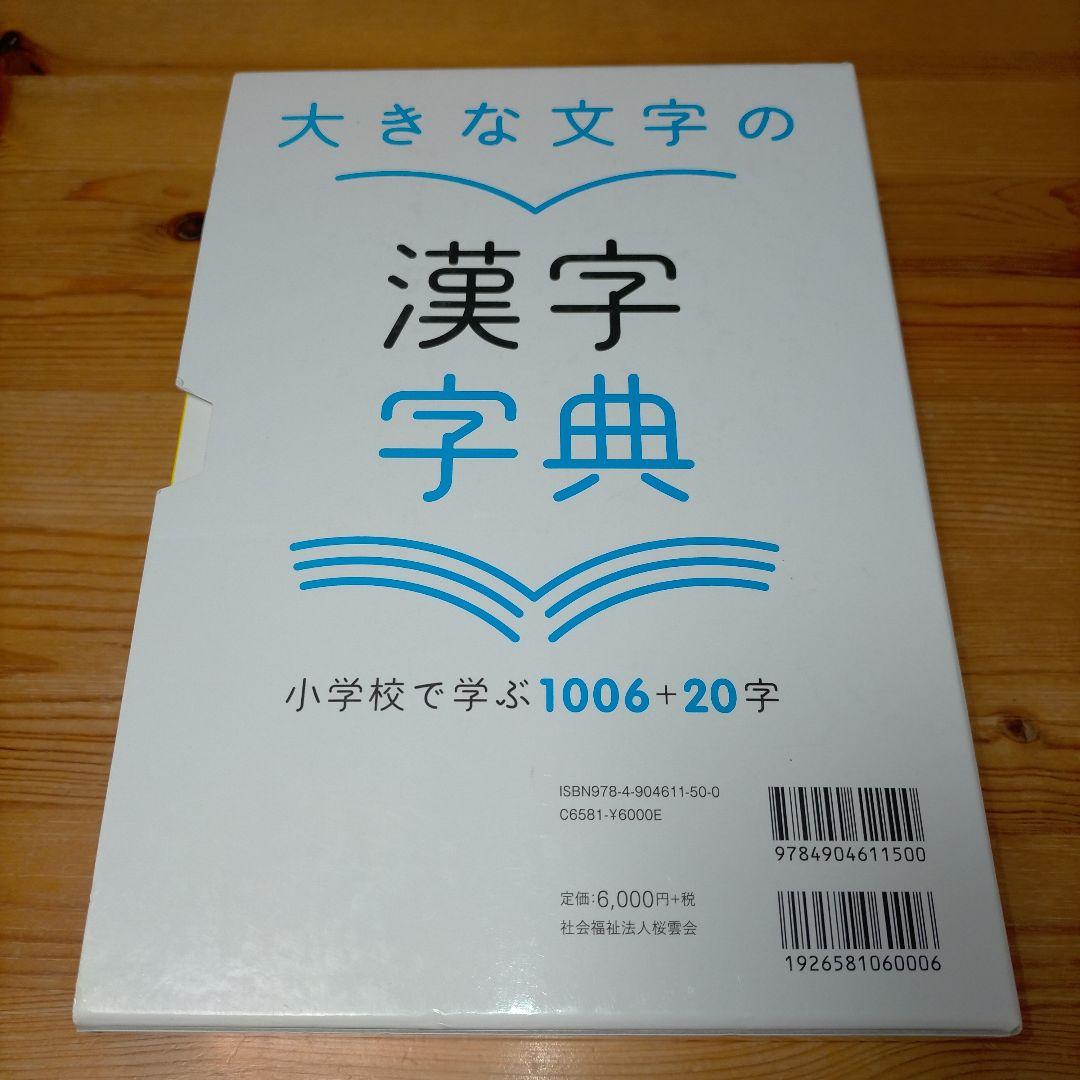 大きな文字の
漢字
字典
小学校で学ぶ1006+20字
ISBN978-4-904611-50-0
C6581-¥6000E
9784904611500
定価:6,000円+税
社会福祉法人桜雲会
1926581060006